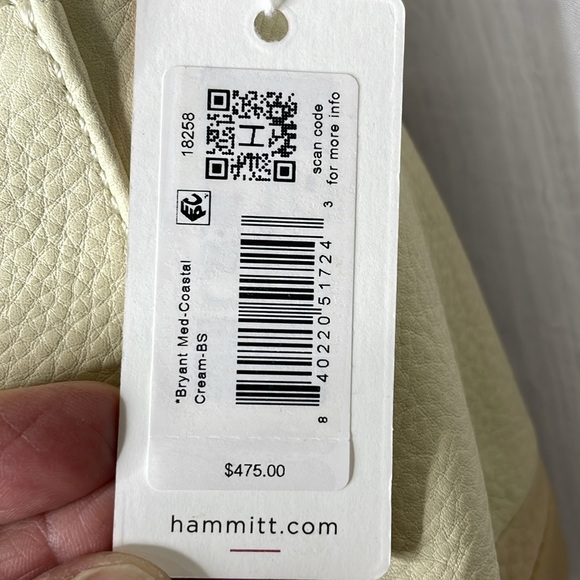 18258
H
scan code
for more info
*Bryant Med-Coastal
Cream-BS
8 40220 51724 3
$475.00
hammitt.com